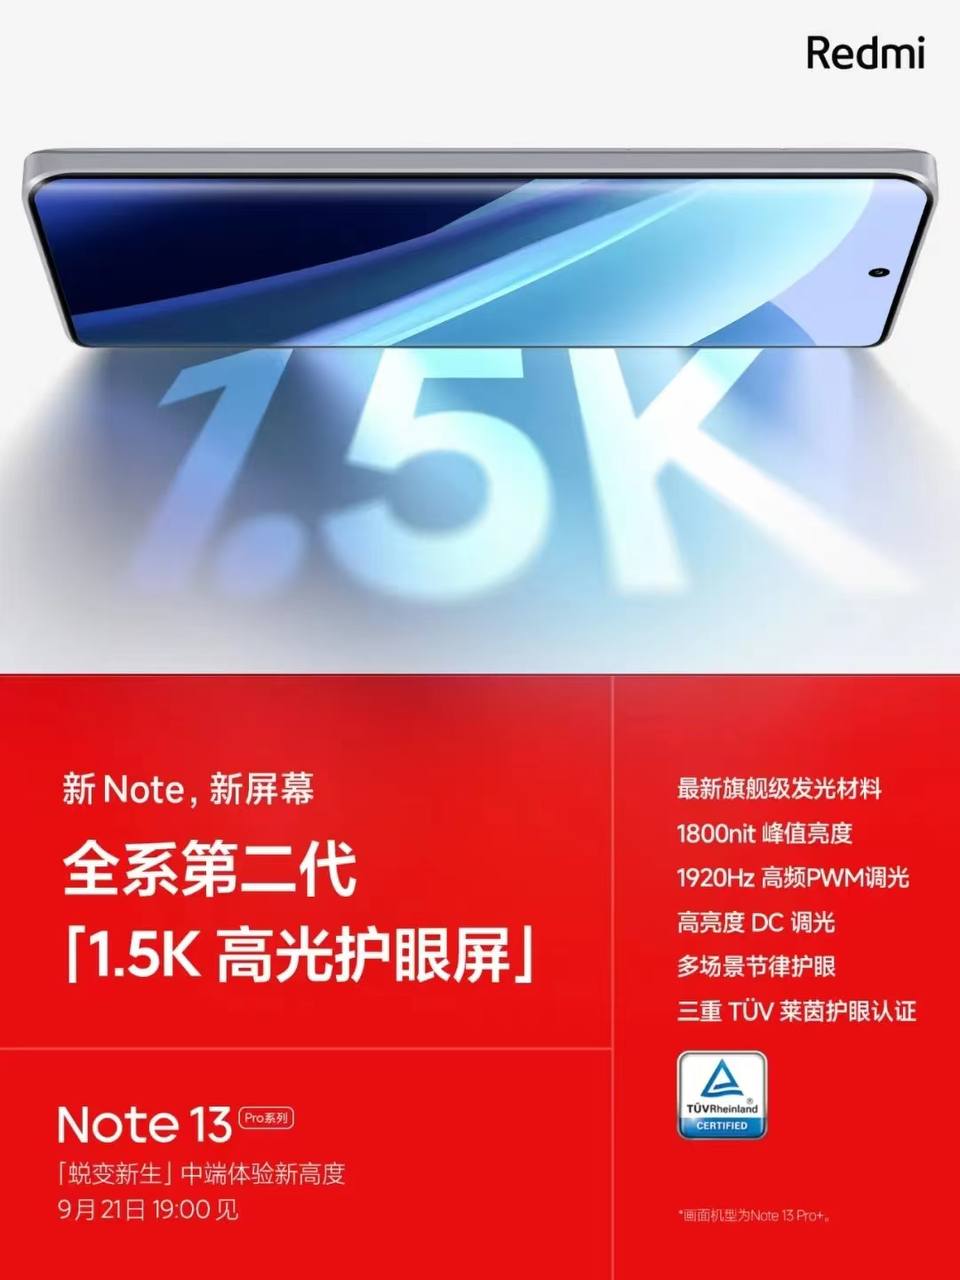 Redmi
1.5K
新 Note，新屏幕
全系第二代
「1.5K 高光护眼屏」
最新旗舰级发光材料
1800nit 峰值亮度
1920Hz 高频PWM调光
高亮度 DC 调光
多场景节律护眼
三重 TÜV 莱茵护眼认证
TÜVRheinland®
CERTIFIED
Note 13 Pro系列
「蜕变新生」中端体验新高度
9月21日 19:00 见
*画面机型为Note 13 Pro+。